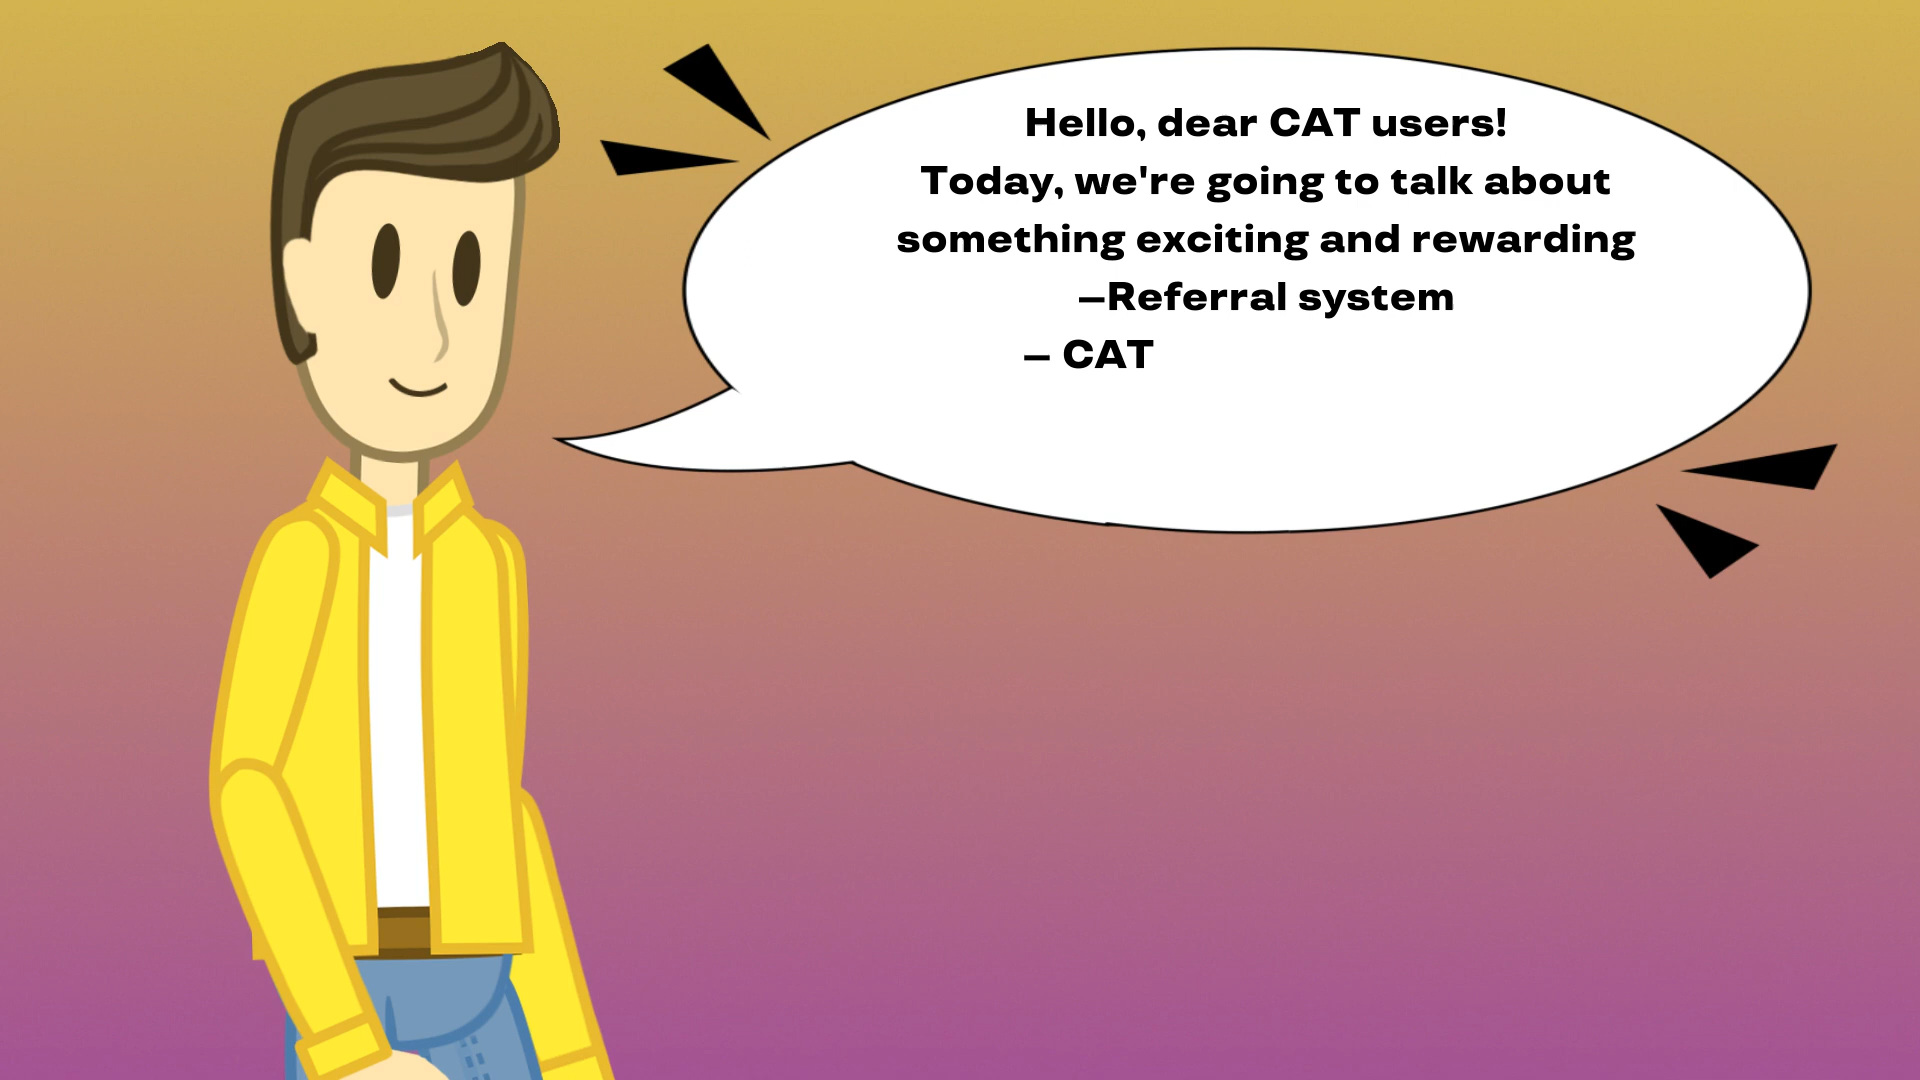 Hello, dear CAT users!
Today, we're going to talk about
something exciting and rewarding
—Referral system
— CAT